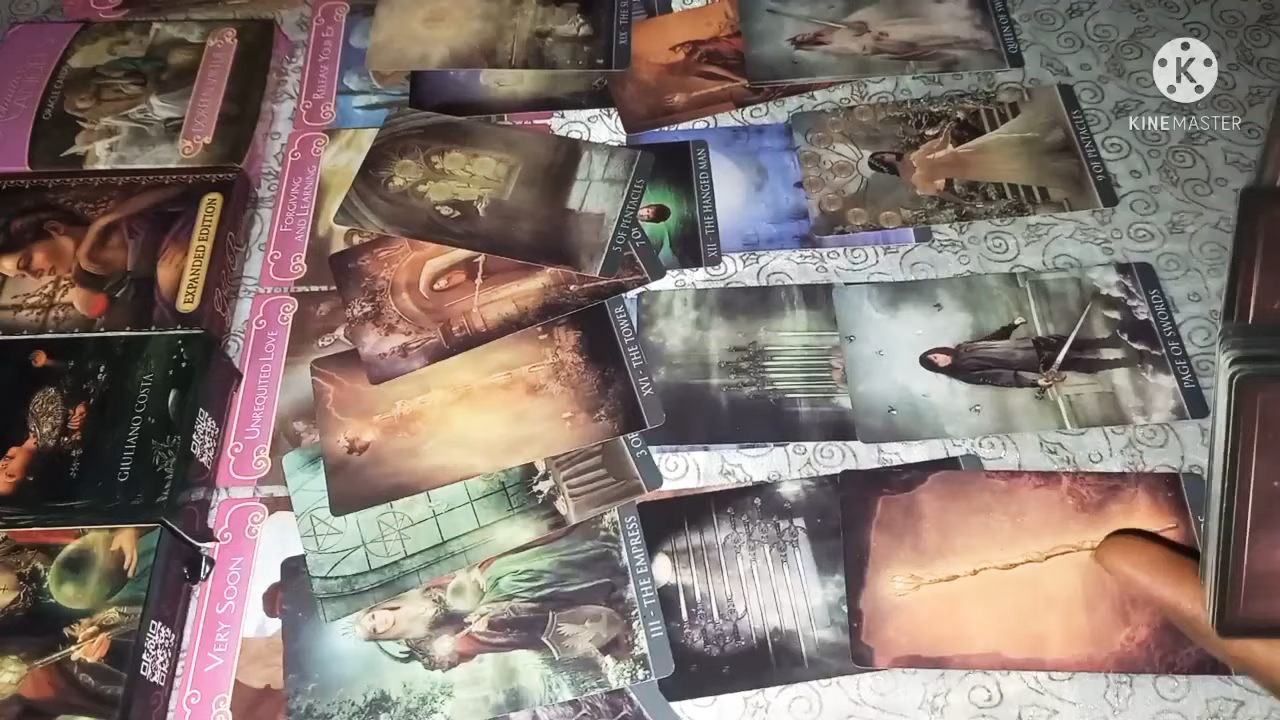 KINEMASTER
ORACLE CARDS
EXPANDED EDITION
GIULIANO COSTA
RELEASE YOUR EX
FORGIVING
AND LEARNING
UNREQUITED LOVE
VERY SOON
XIX - THE
QUEEN OF
5 OF PENTACLES
XII - THE HANGED MAN
9 OF PENTACLES
XVI - THE TOWER
PAGE OF SWORDS
III - THE EMPRESS